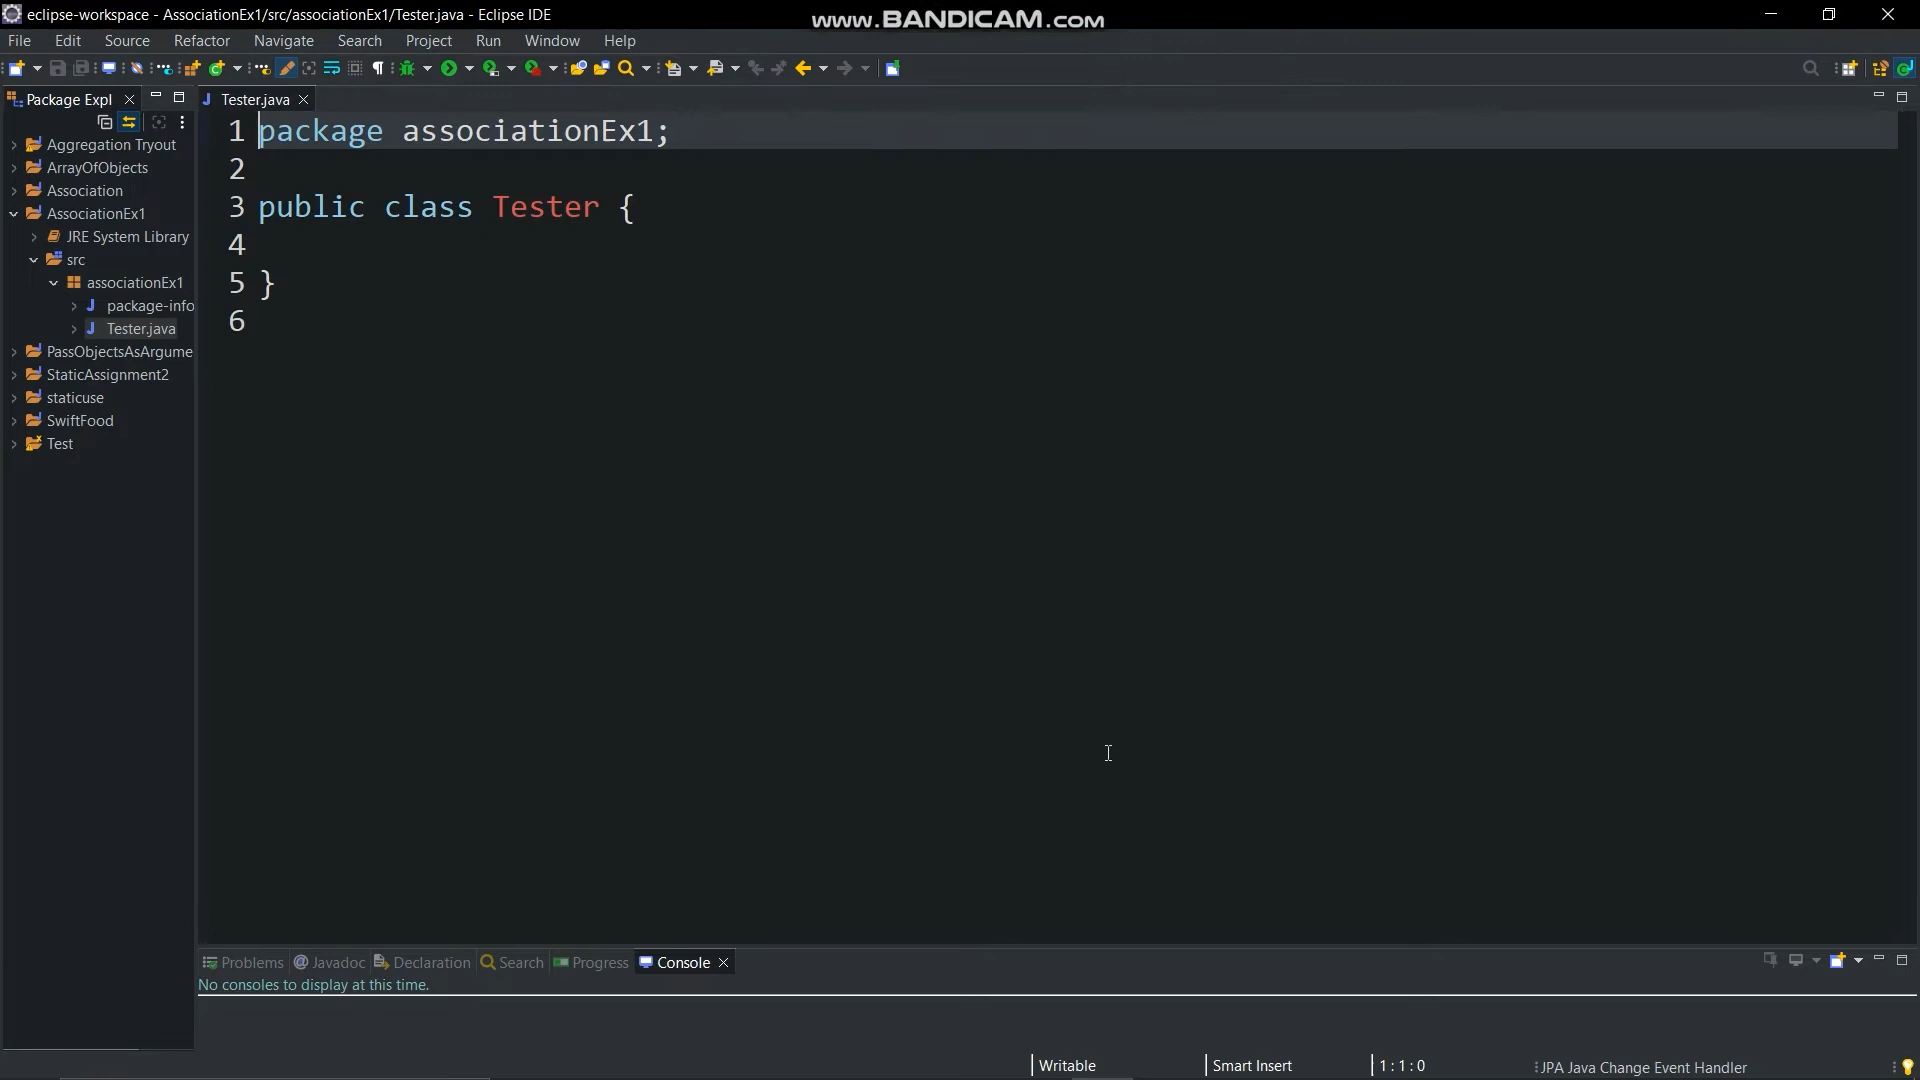 eclipse-workspace - AssociationEx1/src/associationEx1/Tester.java - Eclipse IDE
www.BANDICAM.com
File Edit Source Refactor Navigate Search Project Run Window Help
Package Expl
Tester.java
Aggregation Tryout
ArrayOfObjects
Association
AssociationEx1
JRE System Library
src
associationEx1
package-info
Tester.java
PassObjectsAsArgume
StaticAssignment2
staticuse
SwiftFood
Test
1 package associationEx1;
2
3 public class Tester {
4
5 }
6
Problems @ Javadoc Declaration Search Progress Console
No consoles to display at this time.
Writable Smart Insert 1 : 1 : 0 JPA Java Change Event Handler